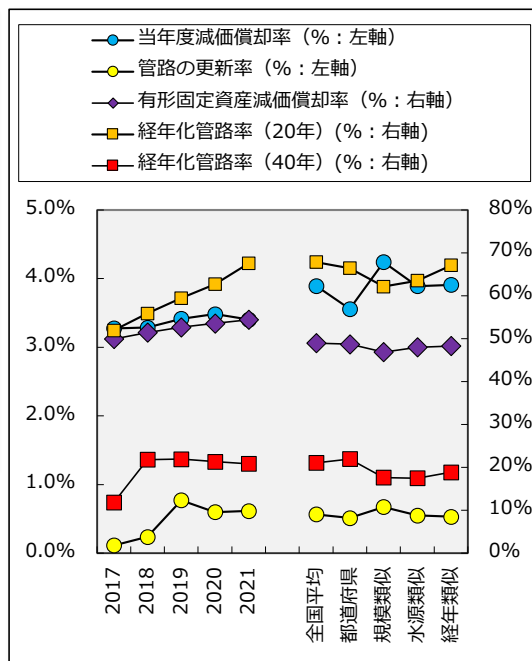 当年度減価償却率（%：左軸）
管路の更新率（%：左軸）
有形固定資産減価償却率（%：右軸）
経年化管路率（20年）(%：右軸)
経年化管路率（40年）(%：右軸)
5.0%
4.0%
3.0%
2.0%
1.0%
0.0%
80%
70%
60%
50%
40%
30%
20%
10%
0%
2017
2018
2019
2020
2021
全国平均
都道府県
規模類似
水源類似
経年類似